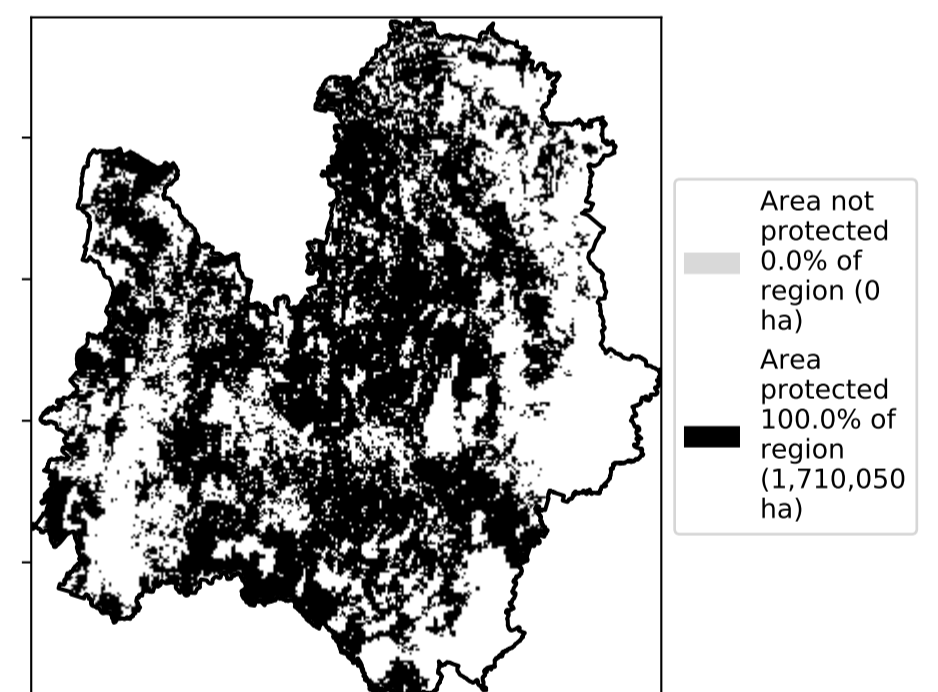 Area not
protected
0.0% of
region (0
ha)
Area
protected
100.0% of
region
(1,710,050
ha)